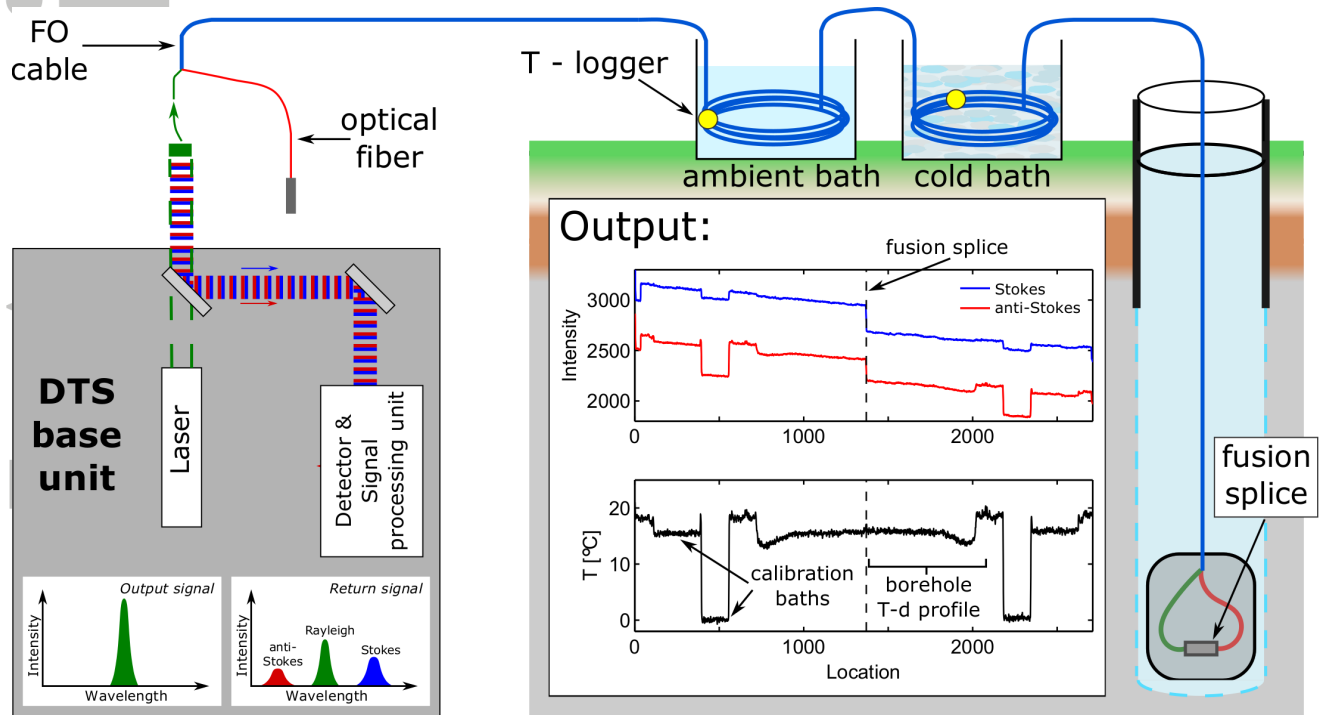 FO
cable
T - logger
optical
fiber
ambient bath
cold bath
DTS
base
unit
Laser
Detector &
Signal
processing unit
Output signal
Intensity
Wavelength
Return signal
Intensity
anti-
Stokes
Rayleigh
Stokes
Wavelength
Output:
fusion splice
Stokes
anti-Stokes
Intensity
3000
2500
2000
0
1000
2000
T [ºC]
20
10
0
calibration
baths
borehole
T-d profile
0
1000
2000
Location
fusion
splice